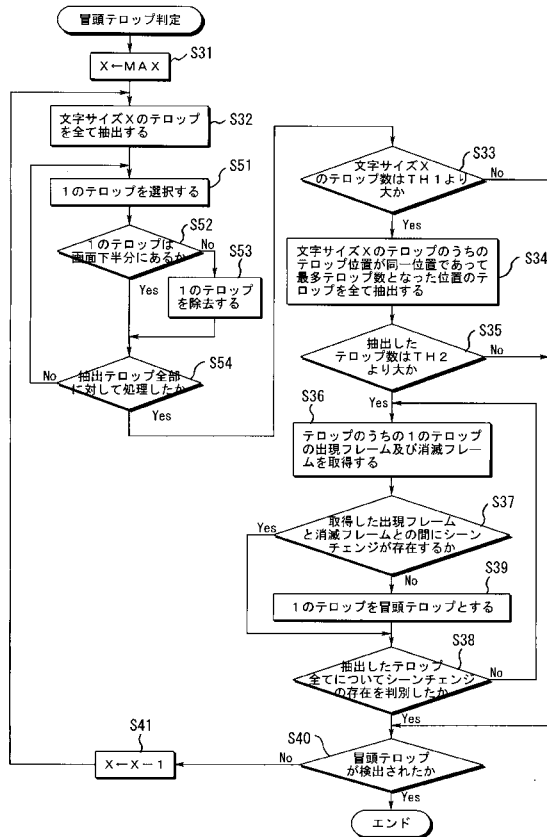 冒頭テロップ判定
S31
X←MAX
S32
文字サイズXのテロップ
を全て抽出する
S51
1のテロップを選択する
S52
1のテロップは
画面下半分にあるか
No
Yes
S53
1のテロップ
を除去する
S54
抽出テロップ全部
に対して処理したか
No
Yes
S33
文字サイズX
のテロップ数はTH1より
大か
No
Yes
S34
文字サイズXのテロップのうちの
テロップ位置が同一位置であって
最多テロップ数となった位置のテ
ロップを全て抽出する
S35
抽出した
テロップ数はTH2
より大か
No
Yes
S36
テロップのうちの1のテロップ
の出現フレーム及び消滅フレー
ムを取得する
S37
取得した出現フレーム
と消滅フレームとの間にシーン
チェンジが存在するか
Yes
No
S39
1のテロップを冒頭テロップとする
S38
抽出したテロップ
全てについてシーンチェンジ
の存在を判別したか
No
Yes
S40
冒頭テロップ
が検出されたか
No
Yes
S41
X←X−1
エンド